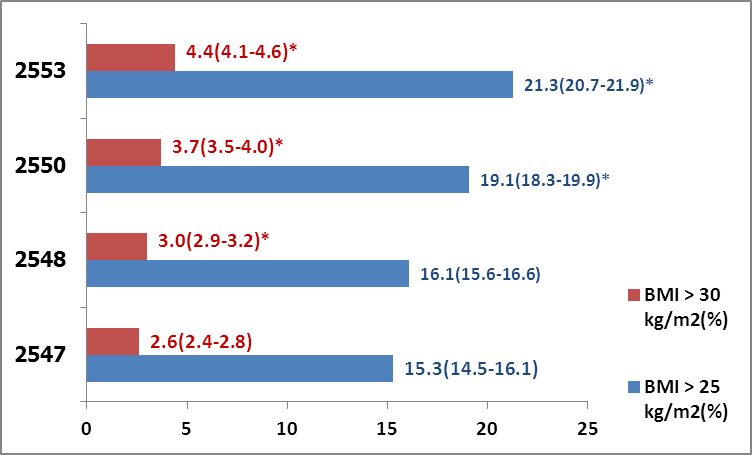 2553
4.4(4.1-4.6)*
21.3(20.7-21.9)*
2550
3.7(3.5-4.0)*
19.1(18.3-19.9)*
2548
3.0(2.9-3.2)*
16.1(15.6-16.6)
2547
2.6(2.4-2.8)
15.3(14.5-16.1)
0 5 10 15 20 25
BMI > 30
kg/m2(%)
BMI > 25
kg/m2(%)